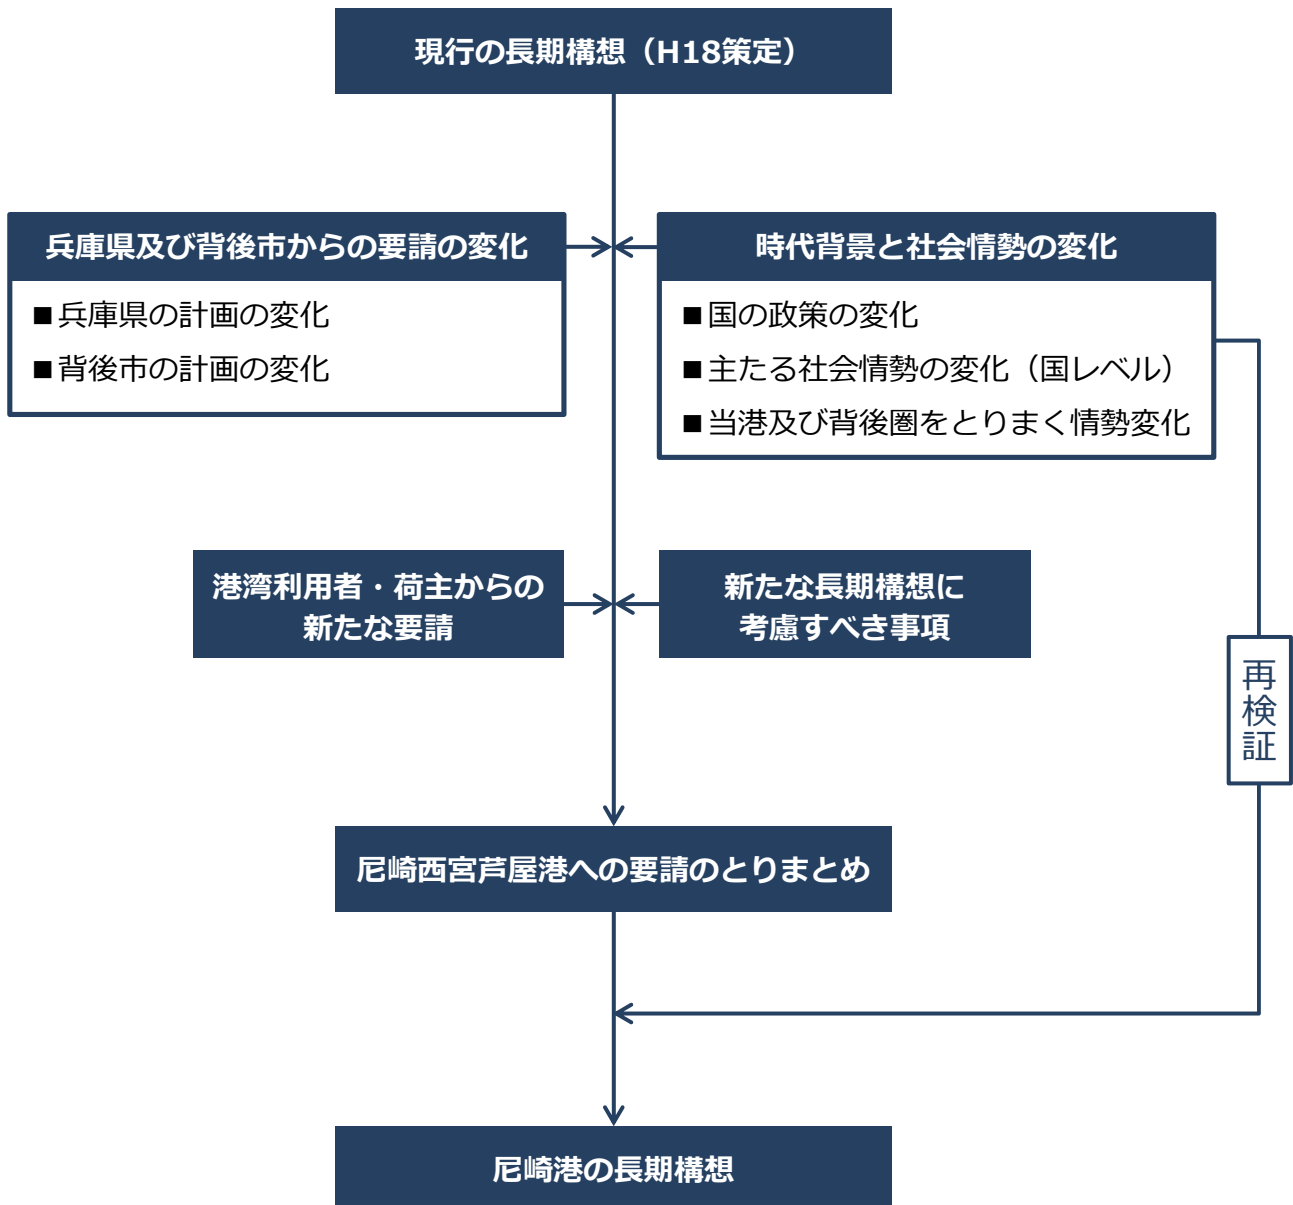 現行の長期構想（H18策定）
兵庫県及び背後市からの要請の変化
■兵庫県の計画の変化
■背後市の計画の変化
時代背景と社会情勢の変化
■国の政策の変化
■主たる社会情勢の変化（国レベル）
■当港及び背後圏をとりまく情勢変化
港湾利用者・荷主からの
新たな要請
新たな長期構想に
考慮すべき事項
再検証
尼崎西宮芦屋港への要請のとりまとめ
尼崎港の長期構想